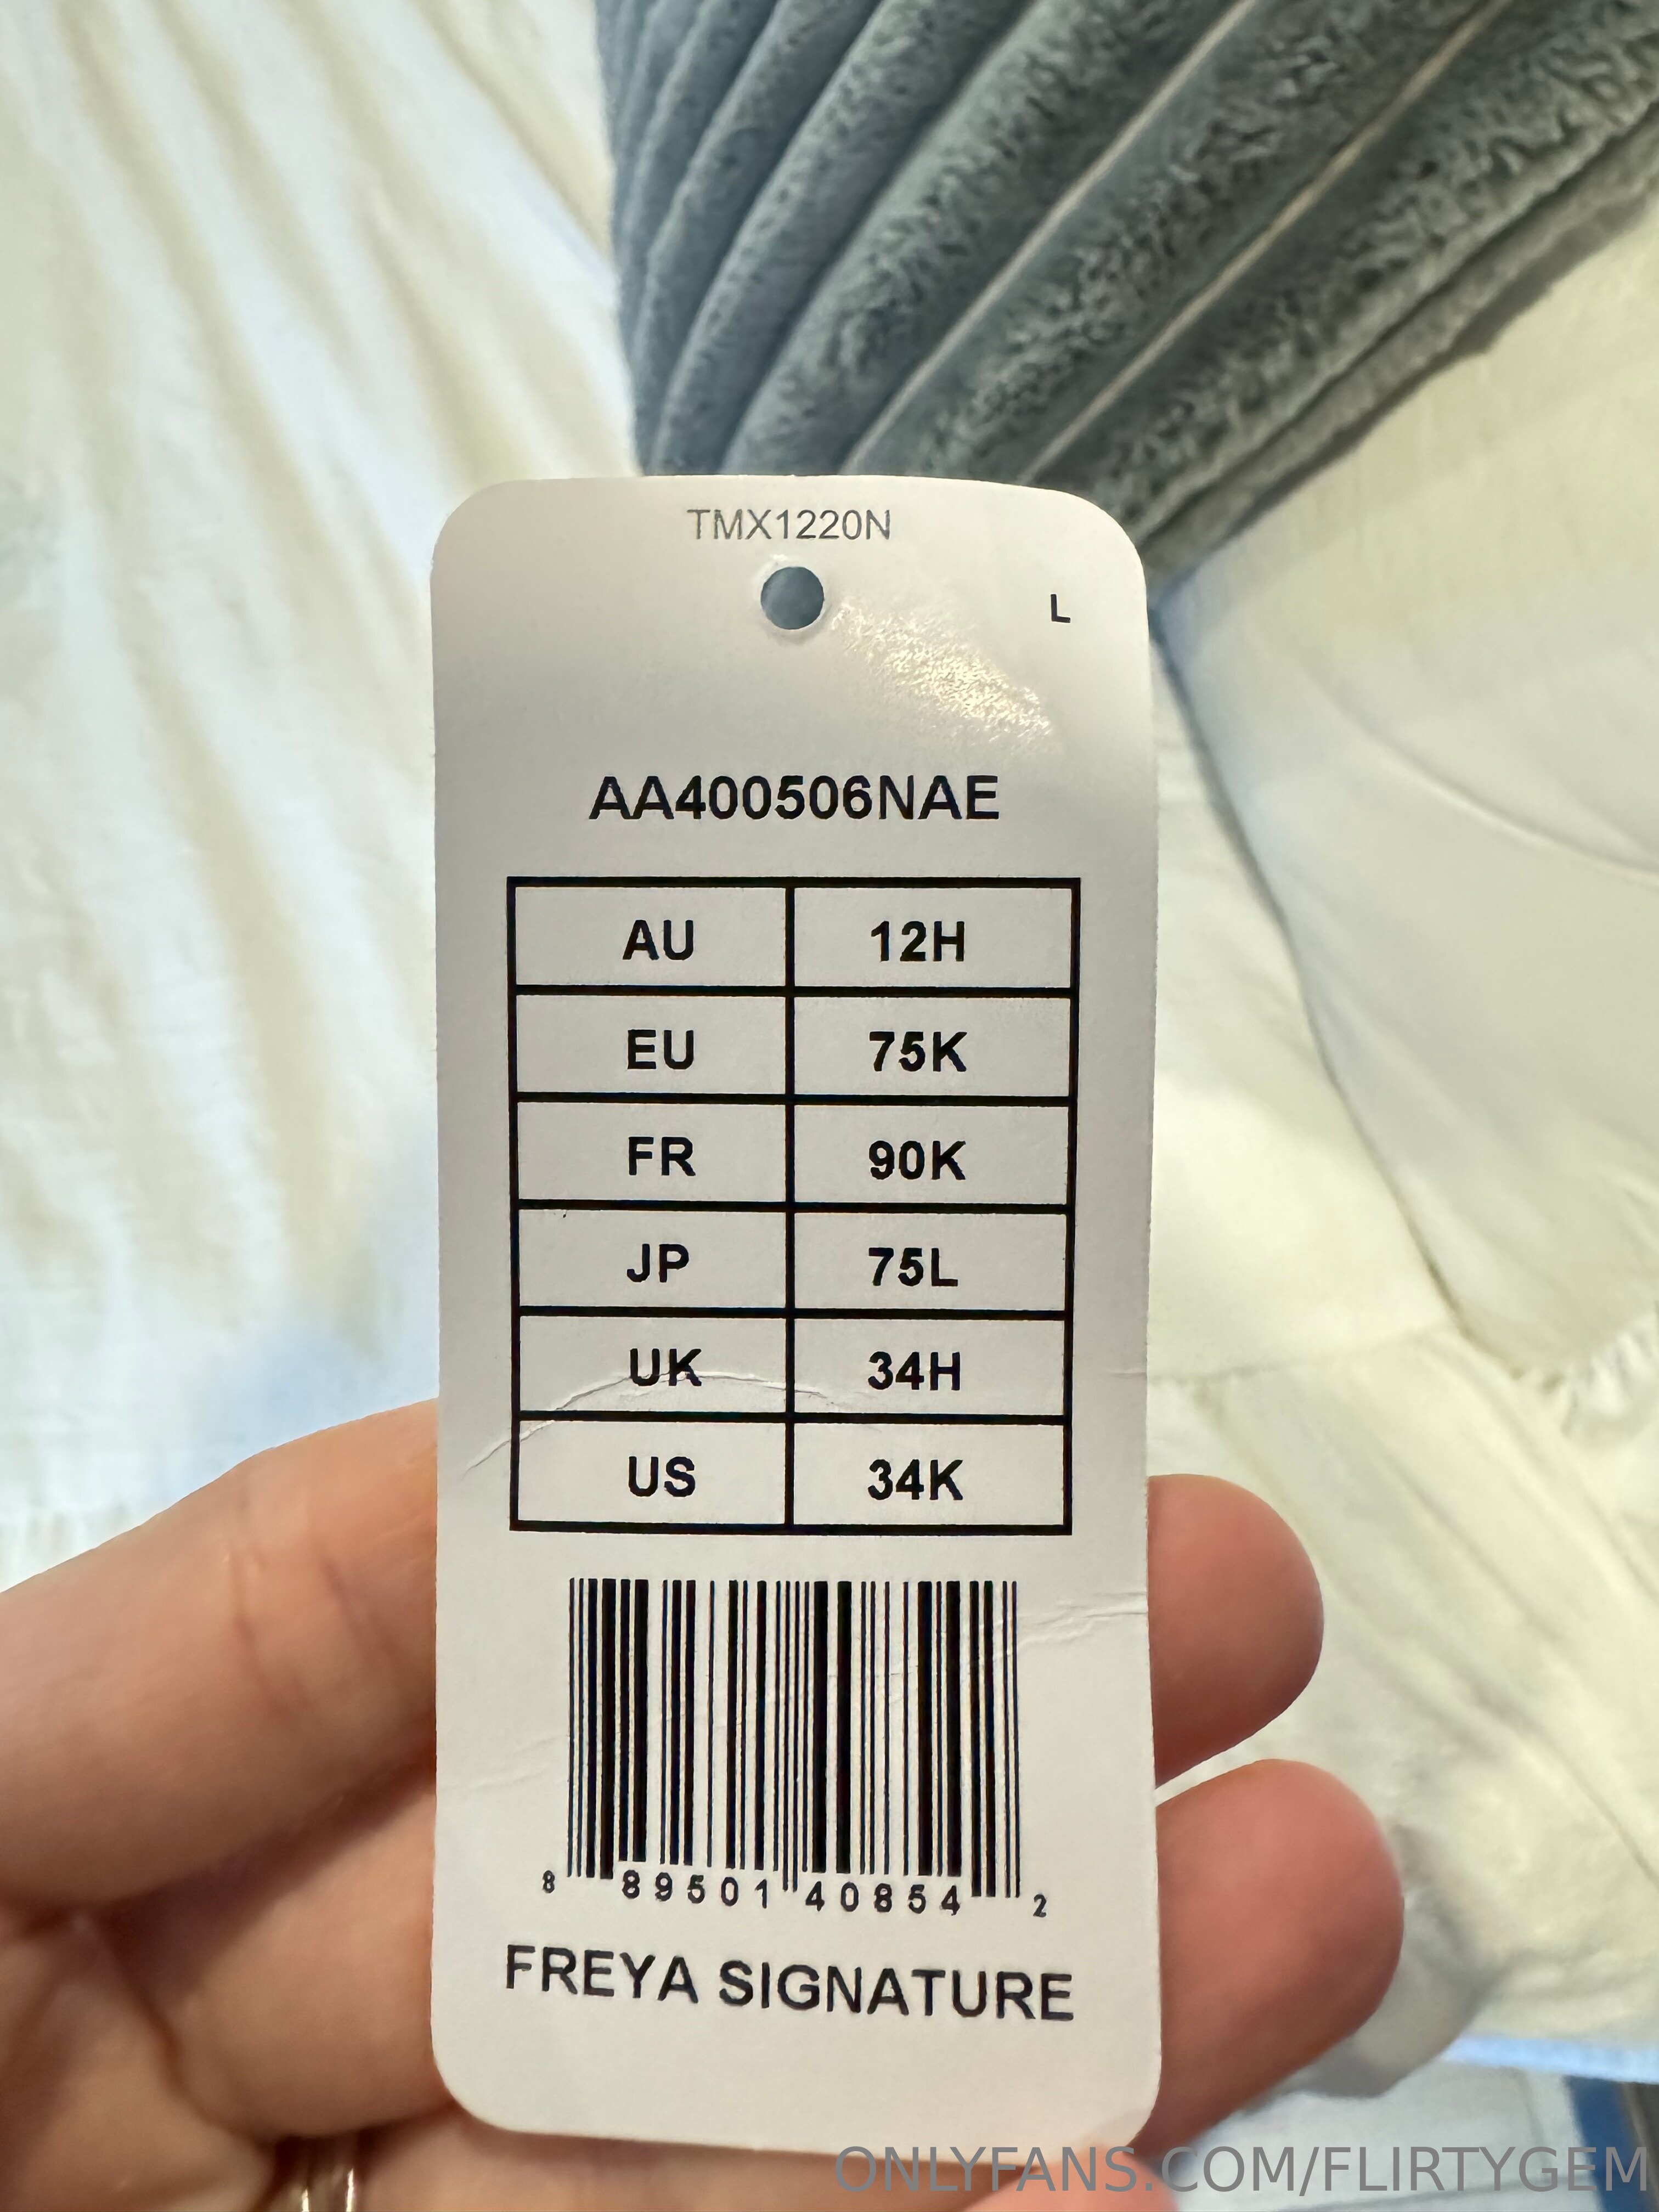 TMX1220N
L
AA400506NAE
AU 12H
EU 75K
FR 90K
JP 75L
UK 34H
US 34K
8 89501 40854 2
FREYA SIGNATURE
ONLYFANS.COM/FLIRTYGEM